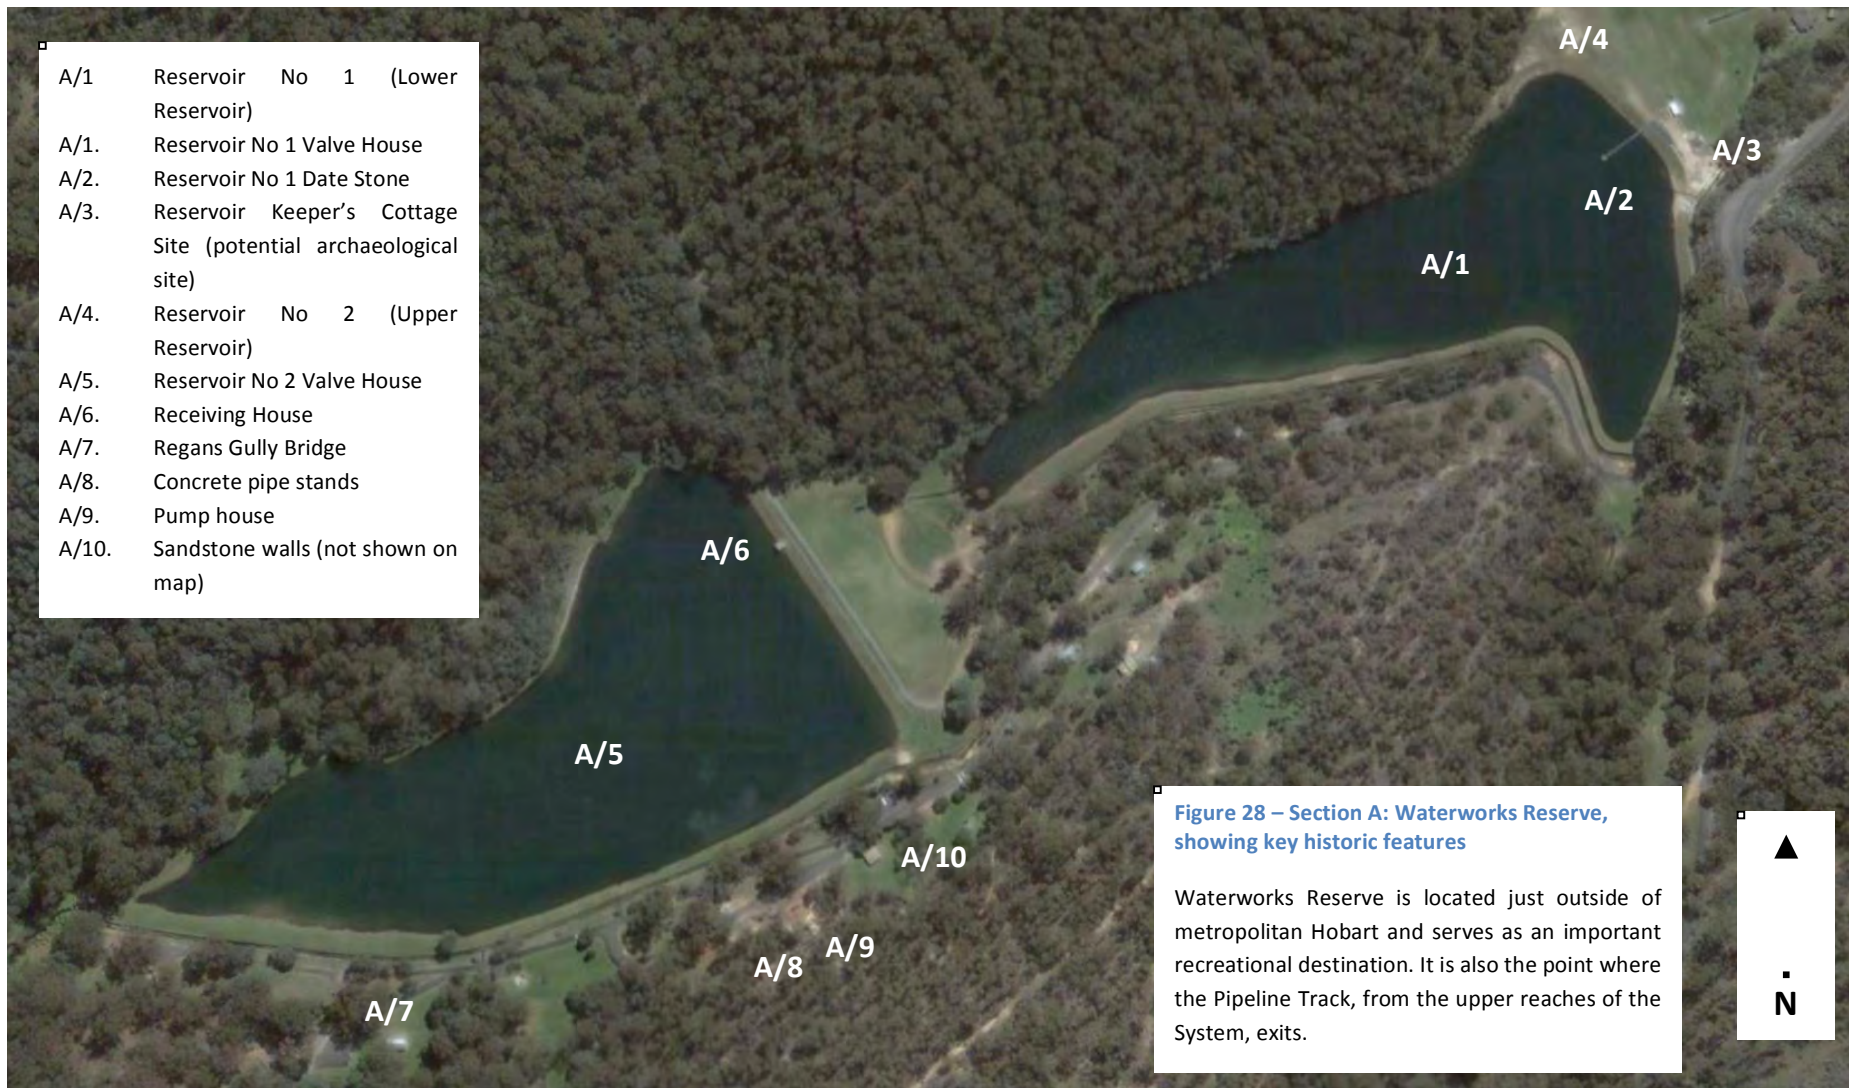 A/1 Reservoir No 1 (Lower
Reservoir)
A/1. Reservoir No 1 Valve House
A/2. Reservoir No 1 Date Stone
A/3. Reservoir Keeper’s Cottage
Site (potential archaeological
site)
A/4. Reservoir No 2 (Upper
Reservoir)
A/5. Reservoir No 2 Valve House
A/6. Receiving House
A/7. Regans Gully Bridge
A/8. Concrete pipe stands
A/9. Pump house
A/10. Sandstone walls (not shown on
map)
A/4
A/3
A/2
A/1
A/6
A/5
A/10
A/9
A/8
A/7
Figure 28 – Section A: Waterworks Reserve,
showing key historic features
Waterworks Reserve is located just outside of
metropolitan Hobart and serves as an important
recreational destination. It is also the point where
the Pipeline Track, from the upper reaches of the
System, exits.
N